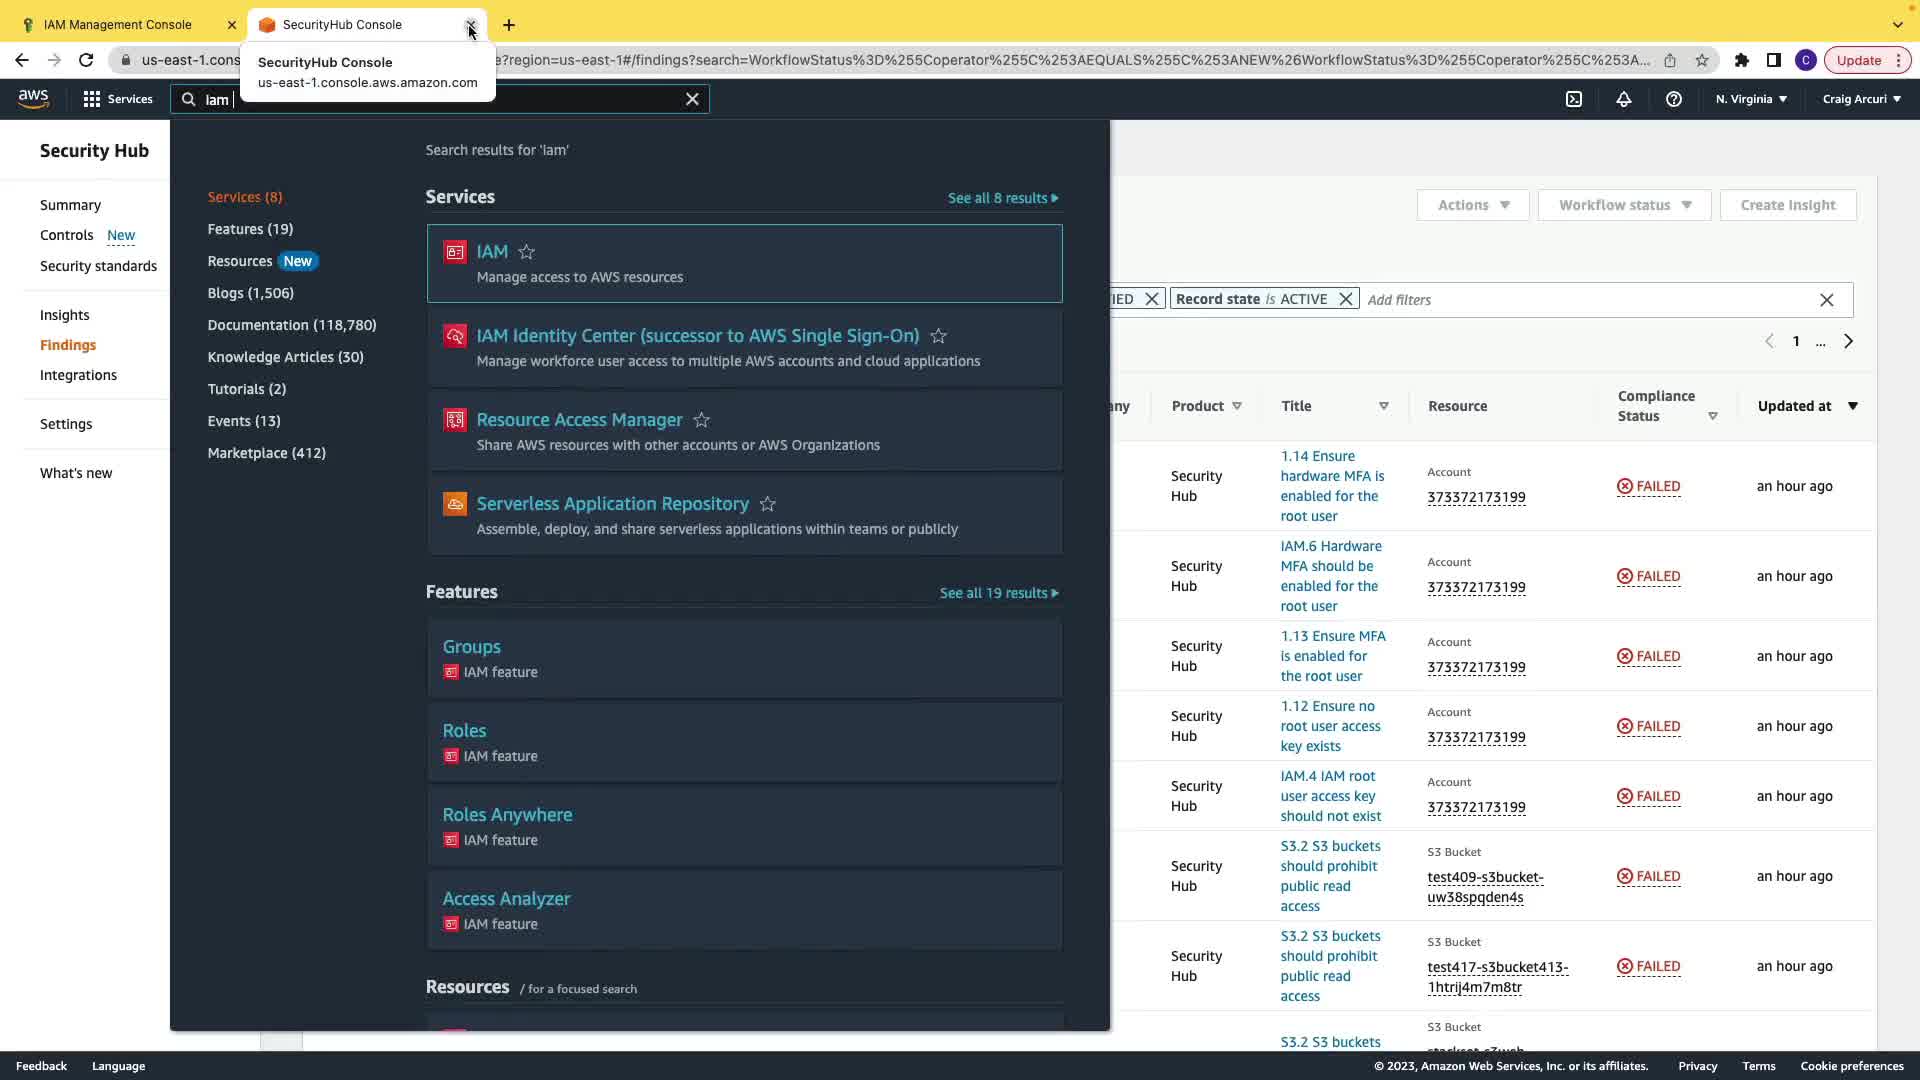 IAM Management Console
SecurityHub Console
SecurityHub Console
us-east-1.console.aws.amazon.com
us-east-1.cons
e?region=us-east-1#/findings?search=WorkflowStatus%3D%255Coperator%255C%253AEQUALS%255C%253ANEW%26WorkflowStatus%3D%255Coperator%255C%253A...
C
Update
aws
Services
iam
N. Virginia
Craig Arcuri
Security Hub
Summary
Controls New
Security standards
Insights
Findings
Integrations
Settings
What's new
Search results for 'iam'
Services (8)
Features (19)
Resources New
Blogs (1,506)
Documentation (118,780)
Knowledge Articles (30)
Tutorials (2)
Events (13)
Marketplace (412)
Services
See all 8 results
IAM
Manage access to AWS resources
IAM Identity Center (successor to AWS Single Sign-On)
Manage workforce user access to multiple AWS accounts and cloud applications
Resource Access Manager
Share AWS resources with other accounts or AWS Organizations
Serverless Application Repository
Assemble, deploy, and share serverless applications within teams or publicly
Features
See all 19 results
Groups
IAM feature
Roles
IAM feature
Roles Anywhere
IAM feature
Access Analyzer
IAM feature
Resources / for a focused search
Actions
Workflow status
Create insight
IED
Record state is ACTIVE
Add filters
1 ...
any
Product
Title
Resource
Compliance
Status
Updated at
Security
Hub
1.14 Ensure
hardware MFA is
enabled for the
root user
Account
373372173199
FAILED
an hour ago
Security
Hub
IAM.6 Hardware
MFA should be
enabled for the
root user
Account
373372173199
FAILED
an hour ago
Security
Hub
1.13 Ensure MFA
is enabled for
the root user
Account
373372173199
FAILED
an hour ago
Security
Hub
1.12 Ensure no
root user access
key exists
Account
373372173199
FAILED
an hour ago
Security
Hub
IAM.4 IAM root
user access key
should not exist
Account
373372173199
FAILED
an hour ago
Security
Hub
S3.2 S3 buckets
should prohibit
public read
access
S3 Bucket
test409-s3bucket-
uw38spqden4s
FAILED
an hour ago
Security
Hub
S3.2 S3 buckets
should prohibit
public read
access
S3 Bucket
test417-s3bucket413-
1htrij4m7m8tr
FAILED
an hour ago
S3.2 S3 buckets
S3 Bucket
Feedback
Language
© 2023, Amazon Web Services, Inc. or its affiliates.
Privacy
Terms
Cookie preferences